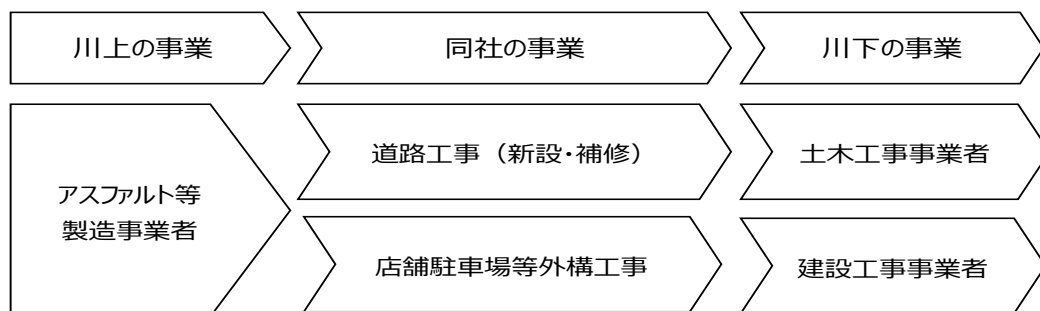 川上の事業
同社の事業
川下の事業
アスファルト等
製造事業者
道路工事（新設・補修）
土木工事事業者
店舗駐車場等外構工事
建設工事事業者